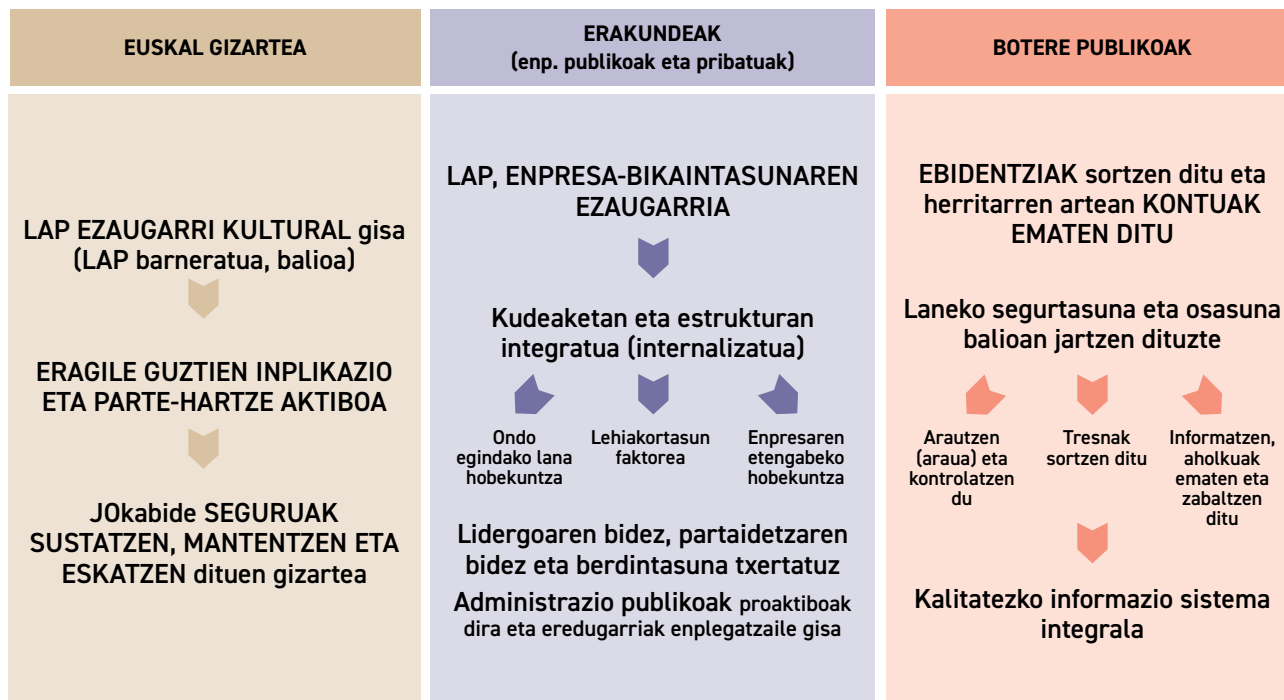 EUSKAL GIZARTEA
LAP EZAUGARRI KULTURAL gisa
(LAP barneratua, balioa)
ERAGILE GUZTIEN INPLIKAZIO
ETA PARTE-HARTZE AKTIBOA
JOkabide SEGURUAK
SUSTATZEN, MANTENTZEN ETA
ESKATZEN dituen gizartea
ERAKUNDEAK
(enp. publikoak eta pribatuak)
LAP, ENPRESA-BIKAINTASUNAREN
EZAUGARRIA
Kudeaketan eta estrukturan
integratua (internalizatua)
Ondo
egindako lana
hobekuntza
Lehiakortasun
faktorea
Enpresaren
etengabeko
hobekuntza
Lidergoaren bidez, partaidetzaren
bidez eta berdintasuna txertatuz
Administrazio publikoak proaktiboak
dira eta eredugarriak enplegatzaile gisa
BOTERE PUBLIKOAK
EBIDENTZIAK sortzen ditu eta
herritarren artean KONTUAK
EMATEN DITU
Laneko segurtasuna eta osasuna
balioan jartzen dituzte
Arautzen
(araua) eta
kontrolatzen
du
Tresnak
sortzen ditu
Informatzen,
aholkuak
ematen eta
zabaltzen
ditu
Kalitatezko informazio sistema
integrala